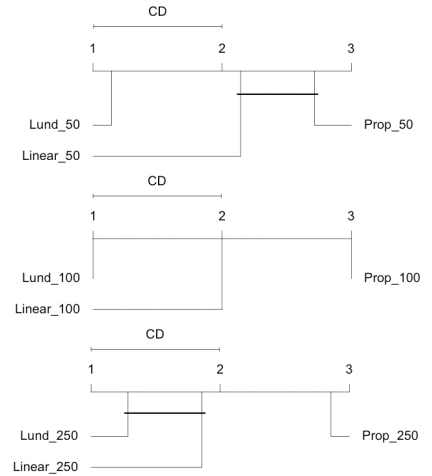 CD
1 2 3
Lund_50 Prop_50
Linear_50
CD
1 2 3
Lund_100 Prop_100
Linear_100
CD
1 2 3
Lund_250 Prop_250
Linear_250